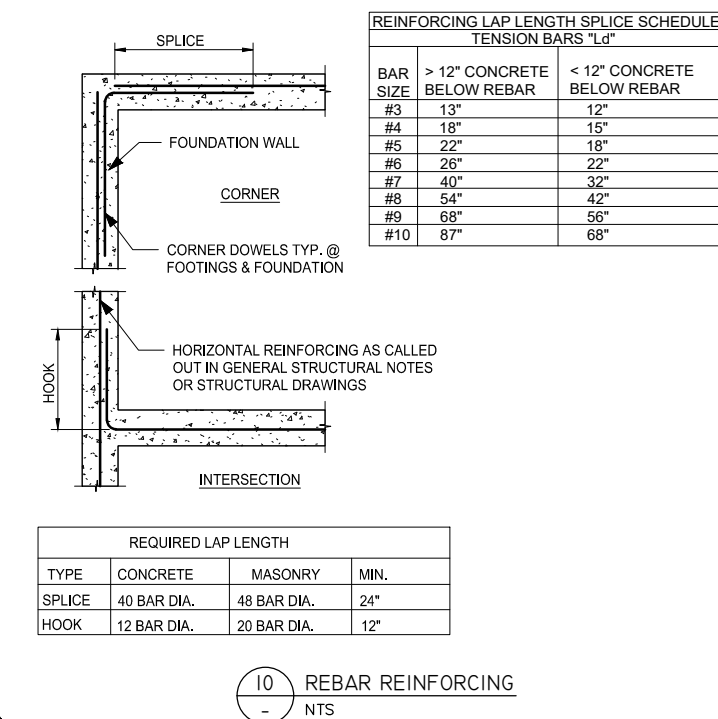 SPLICE
FOUNDATION WALL
CORNER
CORNER DOWELS TYP. @
FOOTINGS & FOUNDATION
HOOK
HORIZONTAL REINFORCING AS CALLED
OUT IN GENERAL STRUCTURAL NOTES
OR STRUCTURAL DRAWINGS
INTERSECTION
REINFORCING LAP LENGTH SPLICE SCHEDULE
TENSION BARS "Ld"
BAR SIZE > 12" CONCRETE BELOW REBAR < 12" CONCRETE BELOW REBAR
#3 13" 12"
#4 18" 15"
#5 22" 18"
#6 26" 22"
#7 40" 32"
#8 54" 42"
#9 68" 56"
#10 87" 68"
REQUIRED LAP LENGTH
TYPE CONCRETE MASONRY MIN.
SPLICE 40 BAR DIA. 48 BAR DIA. 24"
HOOK 12 BAR DIA. 20 BAR DIA. 12"
10 REBAR REINFORCING
- NTS